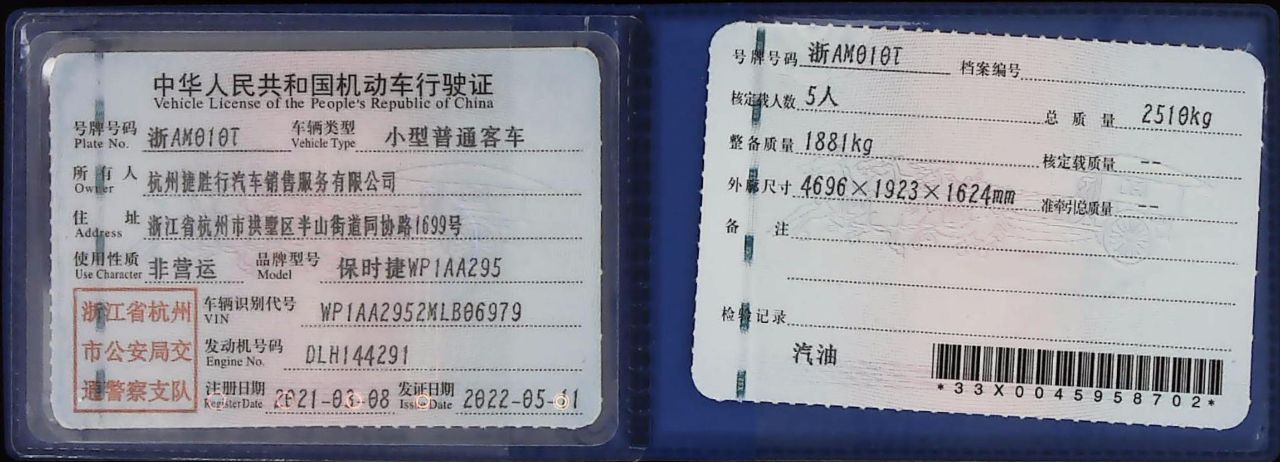 中华人民共和国机动车行驶证
Vehicle License of the People's Republic of China
号牌号码 浙AM010T 车辆类型 小型普通客车
Plate No. Vehicle Type
所有人 杭州捷胜行汽车销售服务有限公司
Owner
住址 浙江省杭州市拱墅区半山街道同协路1699号
Address
使用性质 非营运 品牌型号 保时捷WP1AA295
Use Character Model
浙江省杭州
市公安局交
通警察支队
车辆识别代号 WP1AA2952MLB06979
VIN
发动机号码 DLH144291
Engine No.
注册日期 2021-03-08 发证日期 2022-05-11
Register Date Issue Date
号牌号码 浙AM010T 档案编号
核定载人数 5人 总质量 2510kg
整备质量 1881kg 核定载质量 --
外廓尺寸 4696×1923×1624mm 准牵引总质量 --
备注
检验记录
汽油
*33X0045958702*